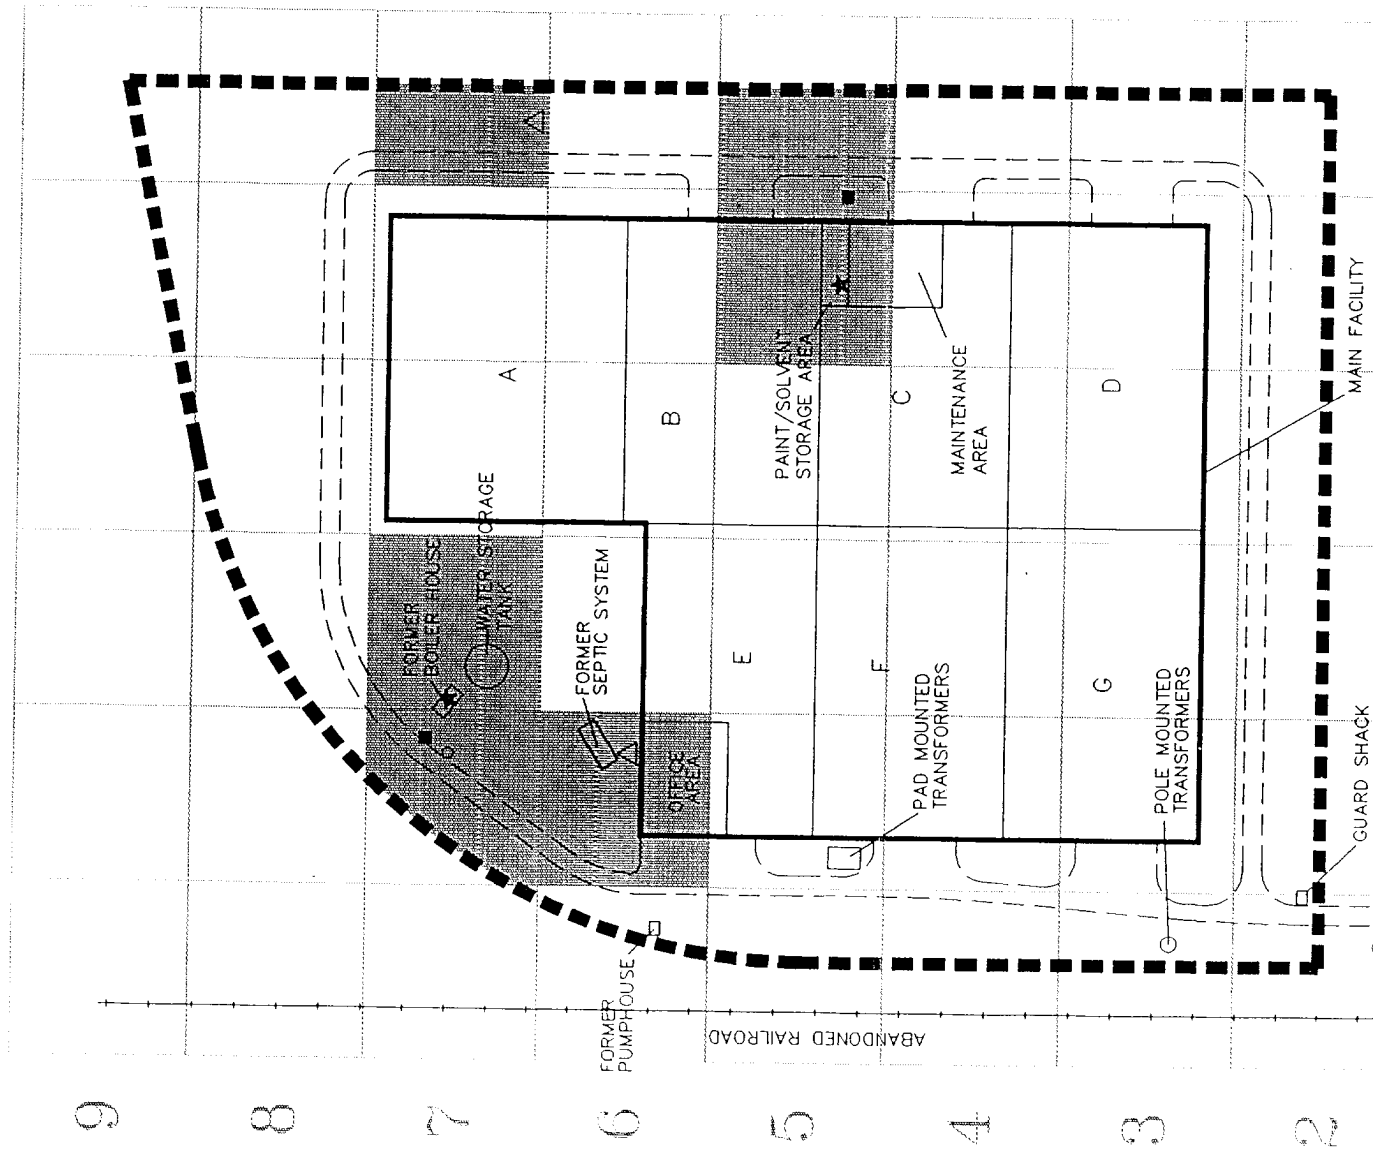 A
B
C
D
E
F
G
FORMER
BOILER HOUSE
WATER STORAGE
TANK
FORMER
SEPTIC SYSTEM
OFFICE
AREA
PAINT/SOLVENT
STORAGE AREA
MAINTENANCE
AREA
PAD MOUNTED
TRANSFORMERS
POLE MOUNTED
TRANSFORMERS
MAIN FACILITY
GUARD SHACK
FORMER
PUMPHOUSE
ABANDONED RAILROAD
9
8
7
6
5
4
3
2